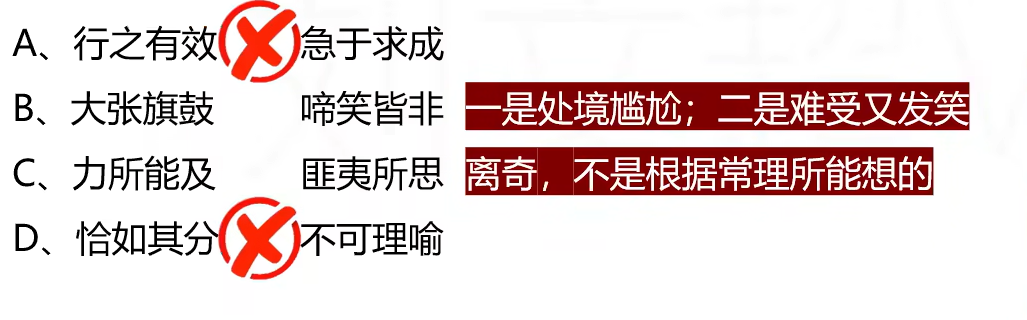 A、行之有效 急于求成
B、大张旗鼓 啼笑皆非 一是处境尴尬；二是难受又发笑
C、力所能及 匪夷所思 离奇，不是根据常理所能想的
D、恰如其分 不可理喻